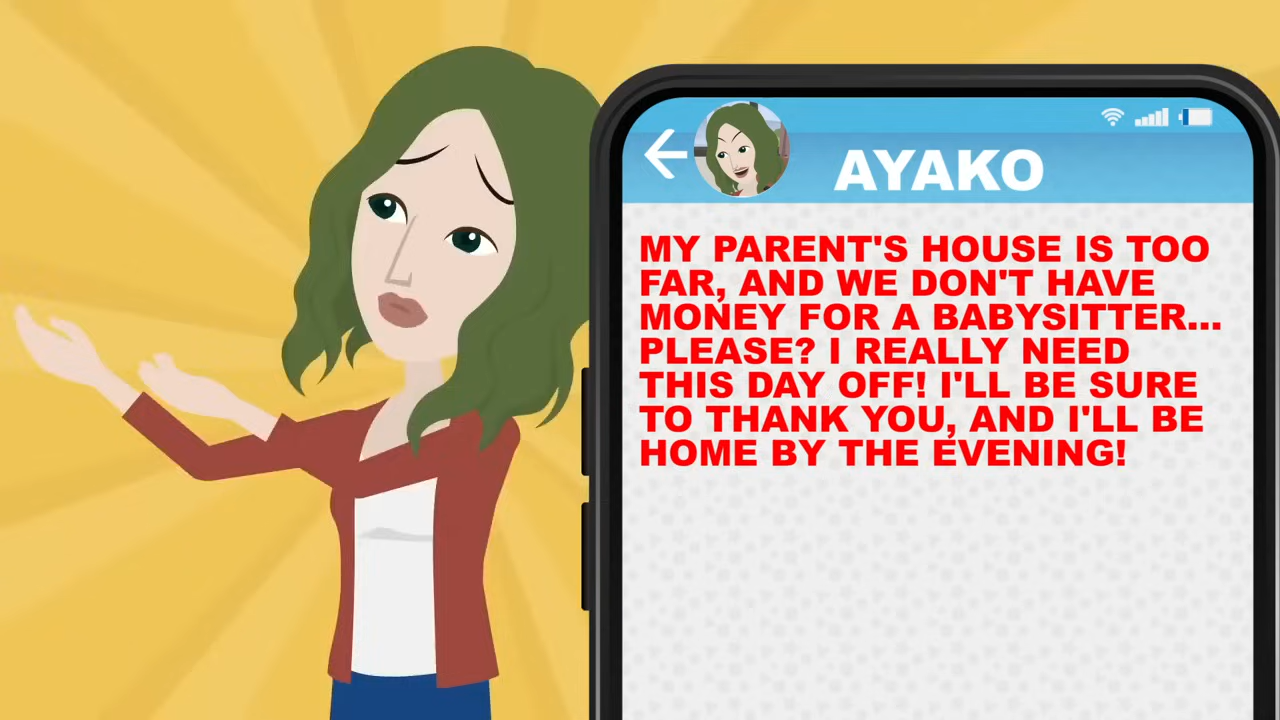 AYAKO
MY PARENT'S HOUSE IS TOO
FAR, AND WE DON'T HAVE
MONEY FOR A BABYSITTER...
PLEASE? I REALLY NEED
THIS DAY OFF! I'LL BE SURE
TO THANK YOU, AND I'LL BE
HOME BY THE EVENING!